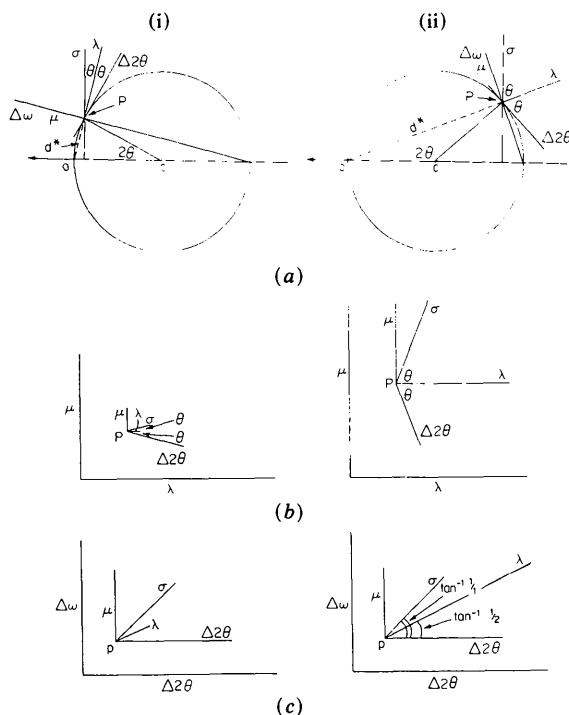 (i) (ii)
σ λ Δ2θ
θ θ
P
Δω μ
d*
2θ
O c
σ
Δω
μ λ
P θ
θ
d*
2θ Δ2θ
c
(a)
μ
μ λ σ θ
P θ
Δ2θ
λ
μ σ
μ
P θ λ
θ
Δ2θ
λ
(b)
Δω
μ σ
λ
P Δ2θ
Δ2θ
Δω
μ σ λ
tan⁻¹ 1/1
tan⁻¹ 1/2
P Δ2θ
Δ2θ
(c)